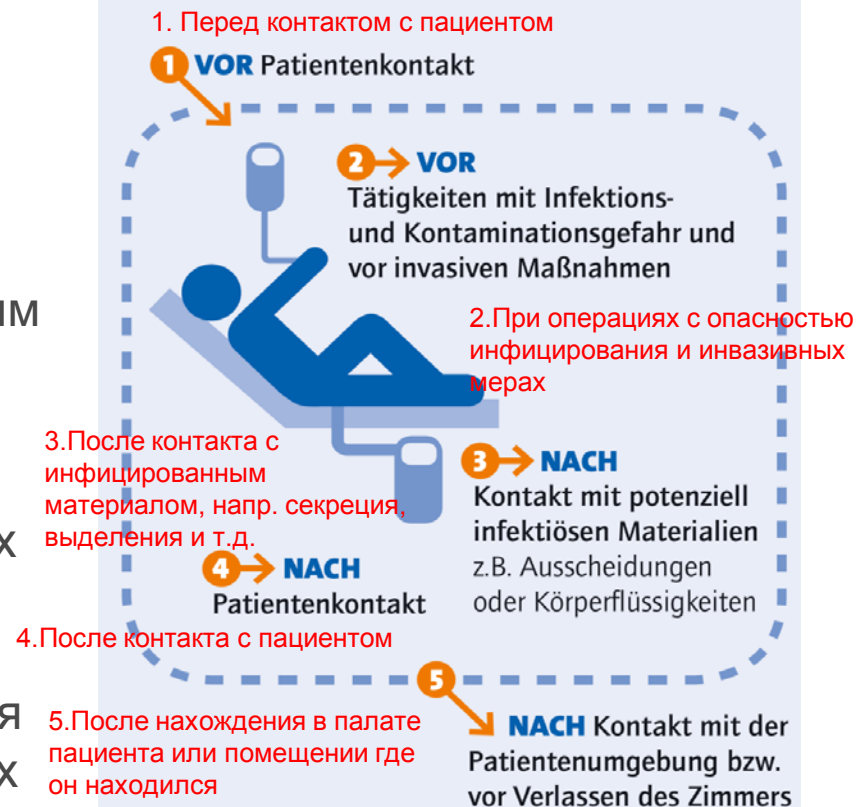 1. Перед контактом с пациентом
1 VOR Patientenkontakt
2 VOR
Tätigkeiten mit Infektions-
und Kontaminationsgefahr und
vor invasiven Maßnahmen
им
2.При операциях с опасностью
инфицирования и инвазивных
мерах
3.После контакта с
инфицированным
материалом, напр. секреция,
выделения и т.д.
х
3 NACH
Kontakt mit potenziell
infektiösen Materialien
z.B. Ausscheidungen
oder Körperflüssigkeiten
4 NACH
Patientenkontakt
4.После контакта с пациентом
я
х
5.После нахождения в палате
пациента или помещении где
он находился
5
NACH Kontakt mit der
Patientenumgebung bzw.
vor Verlassen des Zimmers